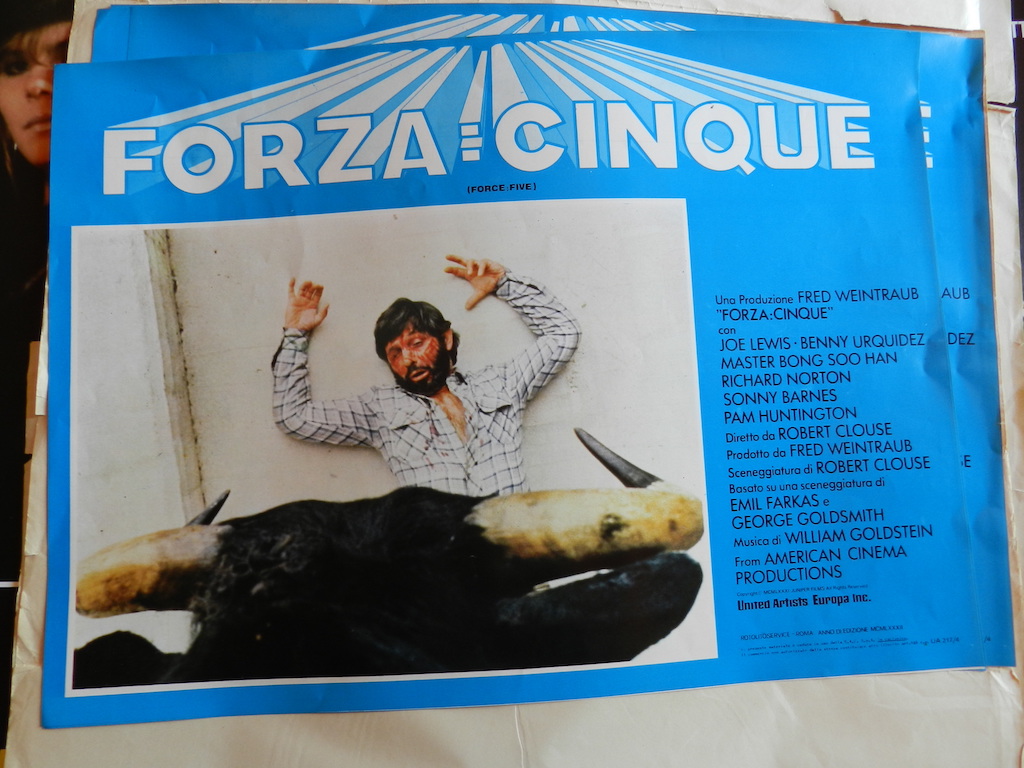 FORZA:CINQUE
(FORCE:FIVE)
Una Produzione FRED WEINTRAUB
"FORZA:CINQUE"
con
JOE LEWIS · BENNY URQUIDEZ
MASTER BONG SOO HAN
RICHARD NORTON
SONNY BARNES
PAM HUNTINGTON
Diretto da ROBERT CLOUSE
Prodotto da FRED WEINTRAUB
Sceneggiatura di ROBERT CLOUSE
Basato su una sceneggiatura di
EMIL FARKAS e
GEORGE GOLDSMITH
Musica di WILLIAM GOLDSTEIN
From AMERICAN CINEMA
PRODUCTIONS
United Artists Europa Inc.
E
AUB
DEZ
E